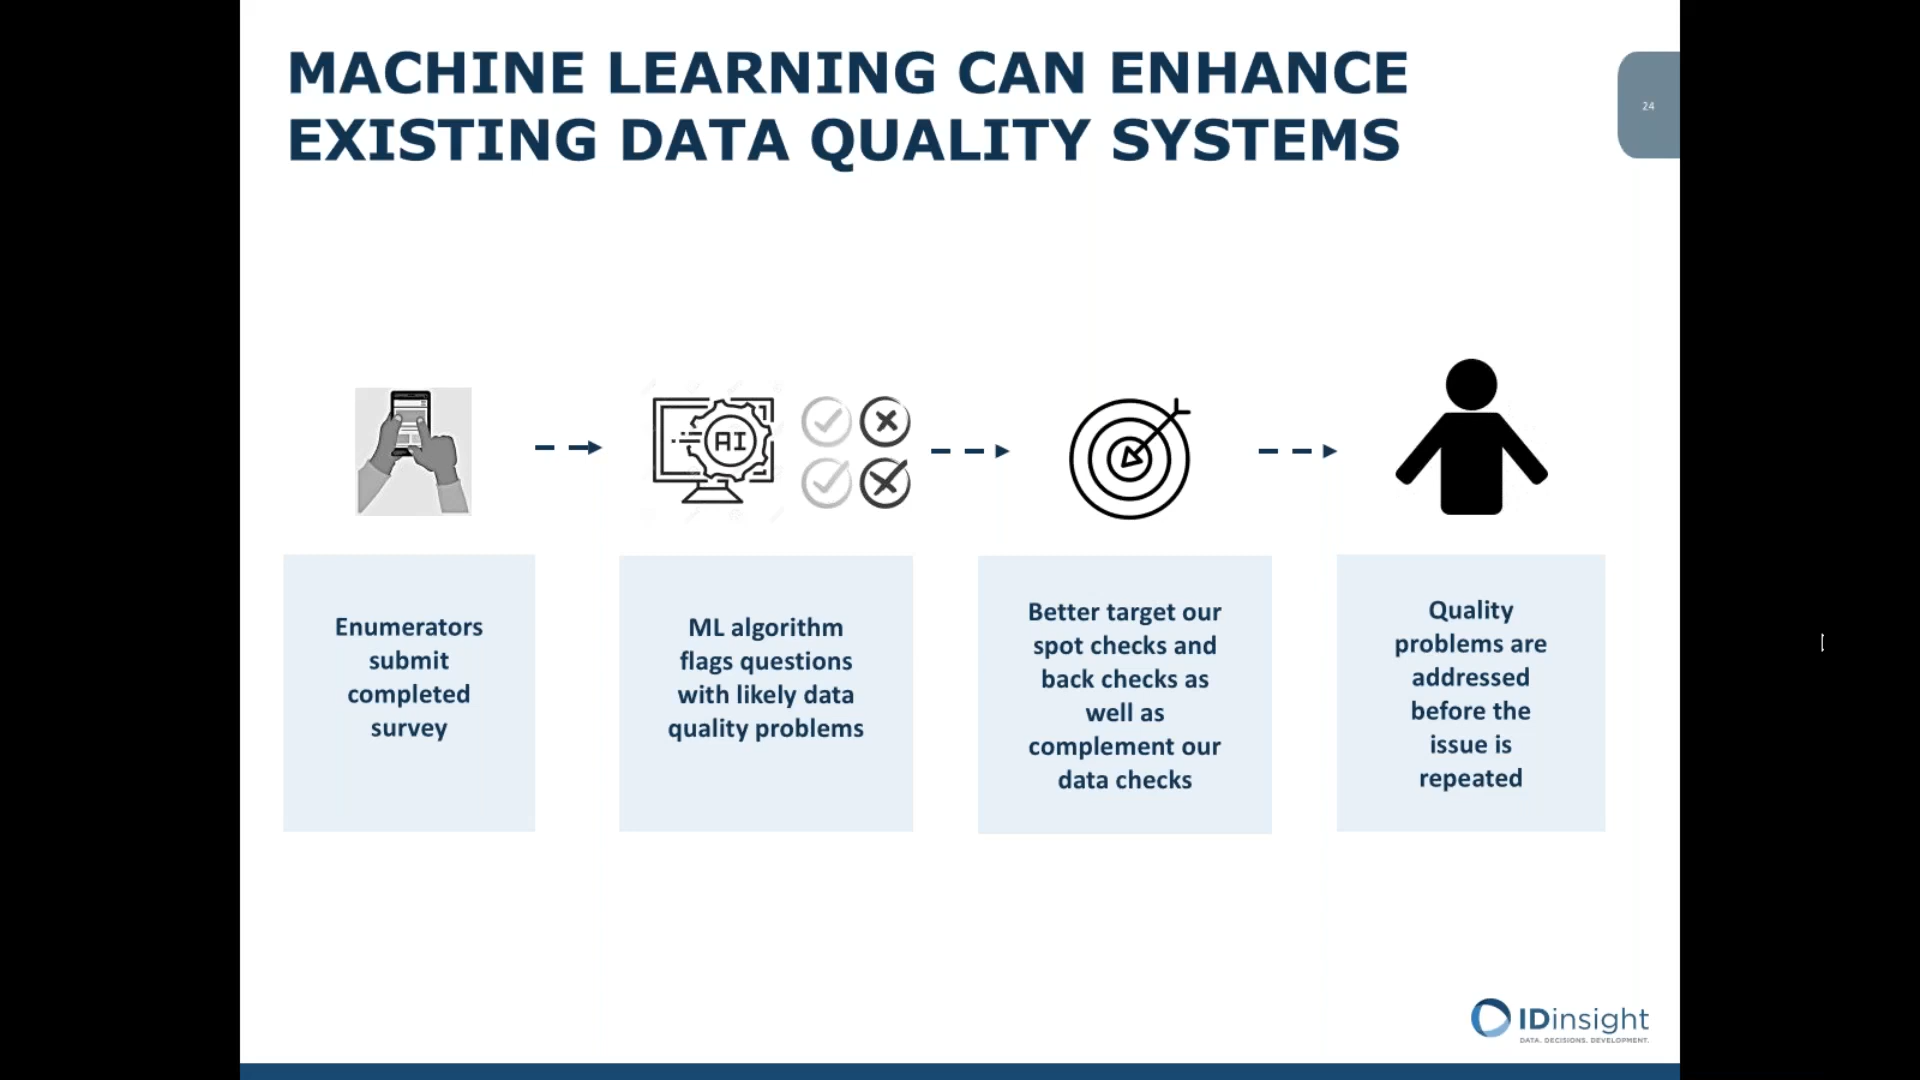 MACHINE LEARNING CAN ENHANCE
EXISTING DATA QUALITY SYSTEMS
24
AI
Enumerators
submit
completed
survey
ML algorithm
flags questions
with likely data
quality problems
Better target our
spot checks and
back checks as
well as
complement our
data checks
Quality
problems are
addressed
before the
issue is
repeated
IDinsight
DATA. DECISIONS. DEVELOPMENT.